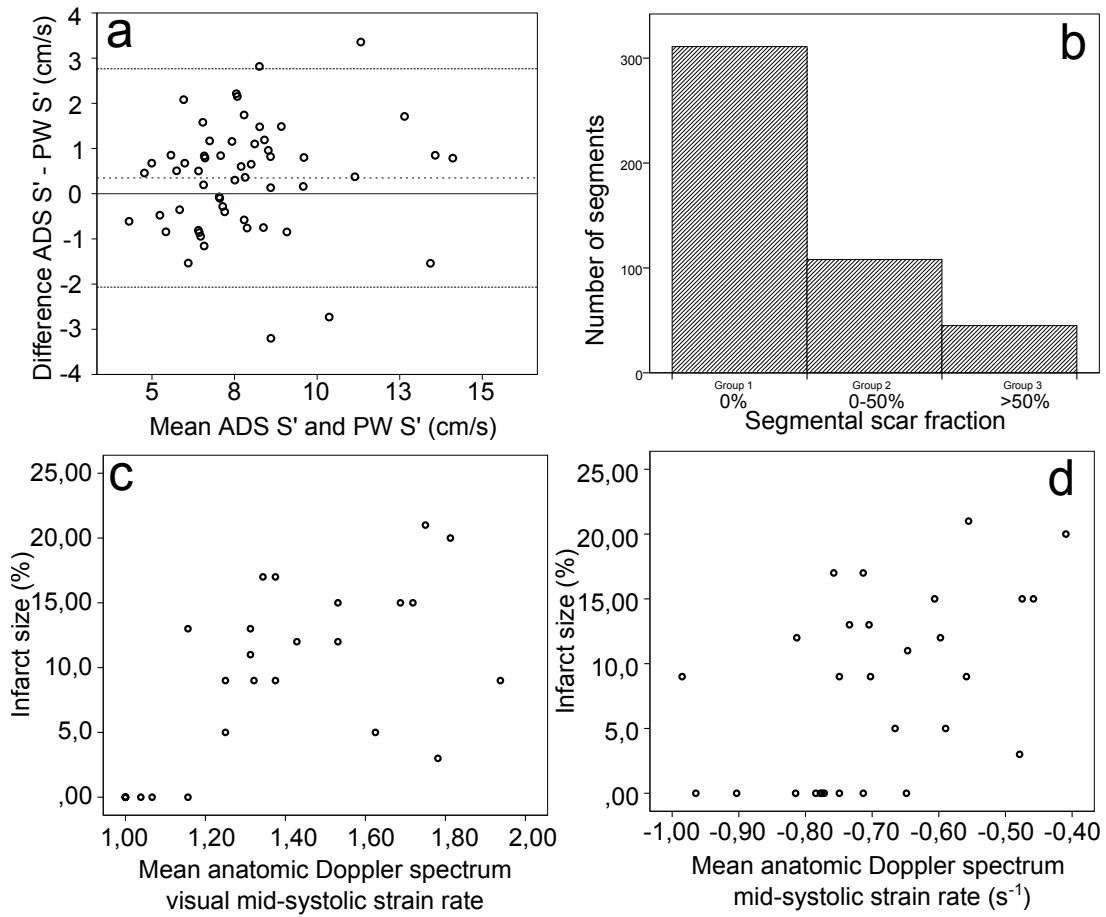 a
Difference ADS S' - PW S' (cm/s)
4
3
2
1
0
-1
-2
-3
-4
5
8
10
13
15
Mean ADS S' and PW S' (cm/s)
b
Number of segments
300
200
100
0
Group 1
0%
Group 2
0-50%
Group 3
>50%
Segmental scar fraction
c
Infarct size (%)
25,00
20,00
15,00
10,00
5,00
,00
1,00
1,20
1,40
1,60
1,80
2,00
Mean anatomic Doppler spectrum
visual mid-systolic strain rate
d
Infarct size (%)
25,00
20,00
15,00
10,00
5,00
,00
-1,00
-0,90
-0,80
-0,70
-0,60
-0,50
-0,40
Mean anatomic Doppler spectrum
mid-systolic strain rate (s⁻¹)